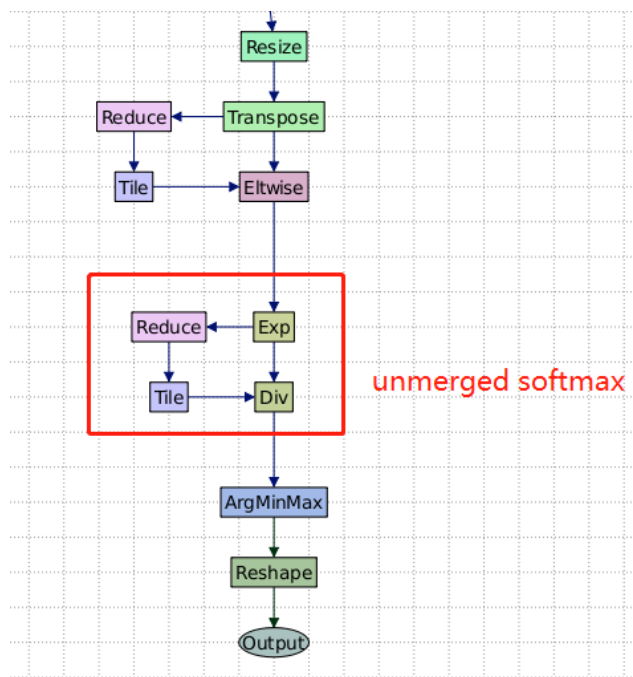 Resize
Reduce
Transpose
Tile
Eltwise
Reduce
Exp
unmerged softmax
Tile
Div
ArgMinMax
Reshape
Output